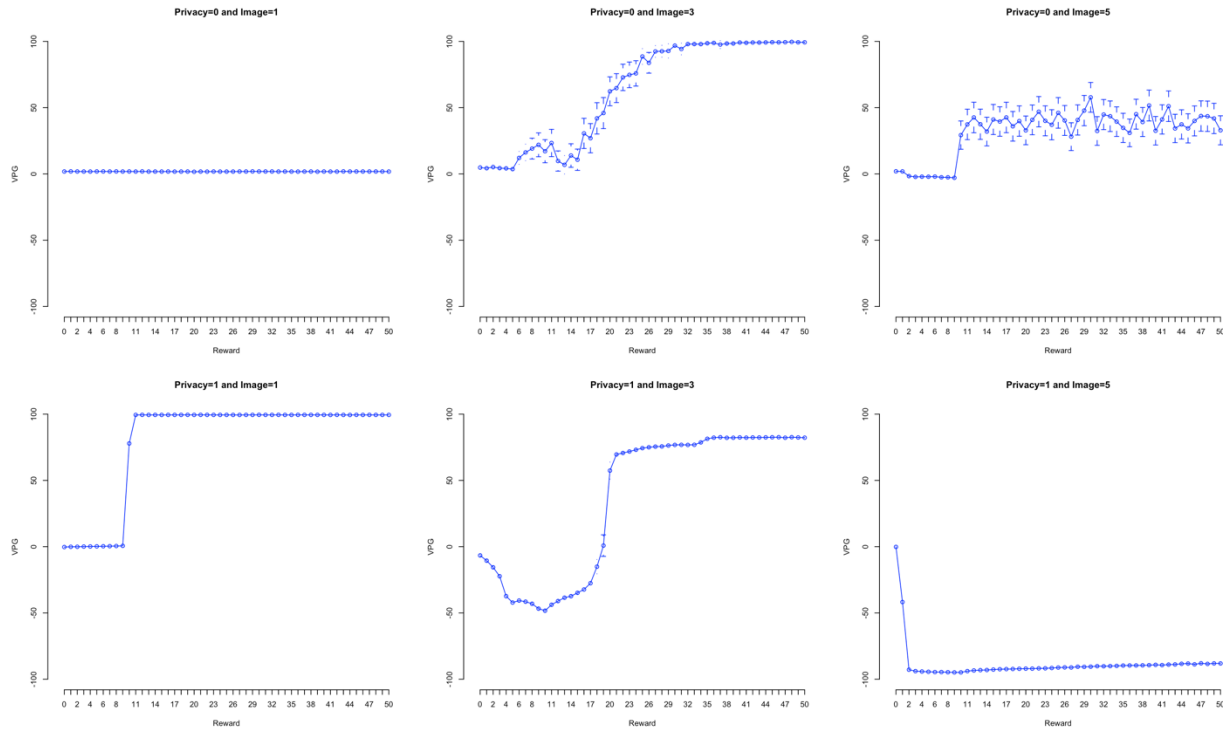 Privacy=0 and Image=1
100
50
0
-50
-100
VPG
0 2 4 6 8 11 14 17 20 23 26 29 32 35 38 41 44 47 50
Reward
Privacy=0 and Image=3
100
50
0
-50
-100
VPG
0 2 4 6 8 11 14 17 20 23 26 29 32 35 38 41 44 47 50
Reward
Privacy=0 and Image=5
100
50
0
-50
-100
VPG
0 2 4 6 8 11 14 17 20 23 26 29 32 35 38 41 44 47 50
Reward
Privacy=1 and Image=1
100
50
0
-50
-100
VPG
0 2 4 6 8 11 14 17 20 23 26 29 32 35 38 41 44 47 50
Reward
Privacy=1 and Image=3
100
50
0
-50
-100
VPG
0 2 4 6 8 11 14 17 20 23 26 29 32 35 38 41 44 47 50
Reward
Privacy=1 and Image=5
100
50
0
-50
-100
VPG
0 2 4 6 8 11 14 17 20 23 26 29 32 35 38 41 44 47 50
Reward